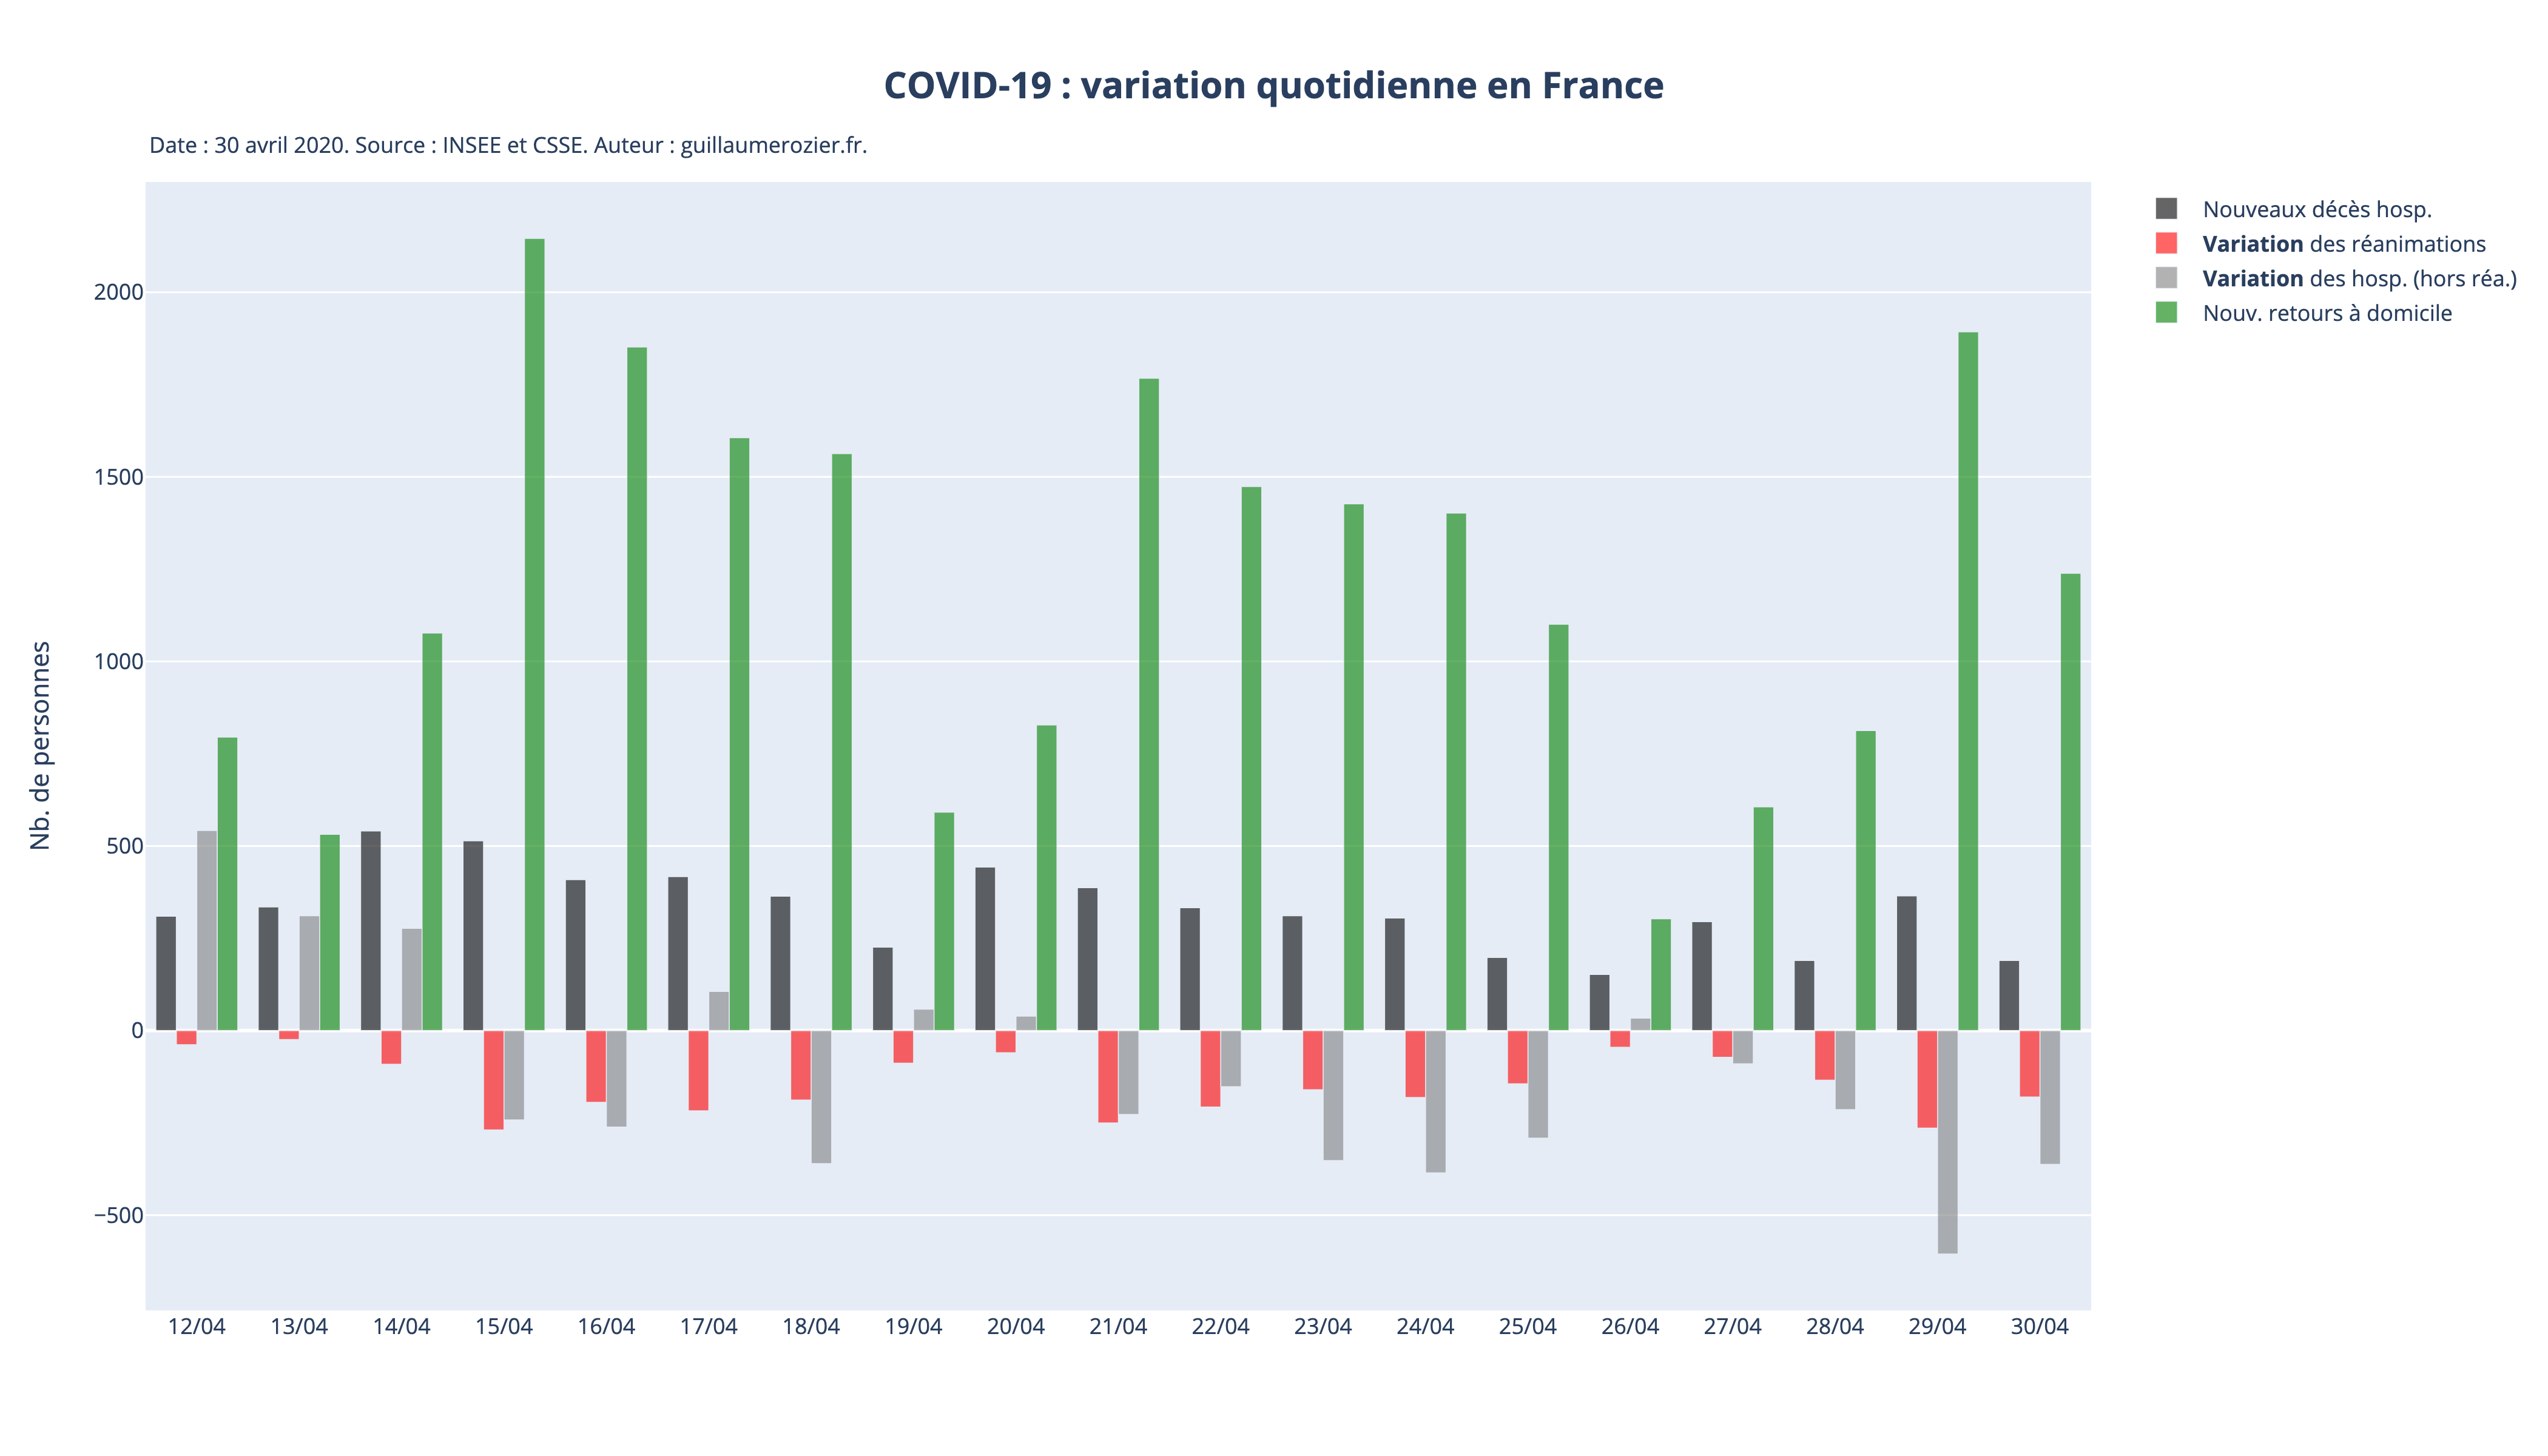 COVID-19 : variation quotidienne en France
Date : 30 avril 2020. Source : INSEE et CSSE. Auteur : guillaumerozier.fr.
Nouveaux décès hosp.
Variation des réanimations
Variation des hosp. (hors réa.)
Nouv. retours à domicile
Nb. de personnes
2000
1500
1000
500
0
−500
12/04 13/04 14/04 15/04 16/04 17/04 18/04 19/04 20/04 21/04 22/04 23/04 24/04 25/04 26/04 27/04 28/04 29/04 30/04